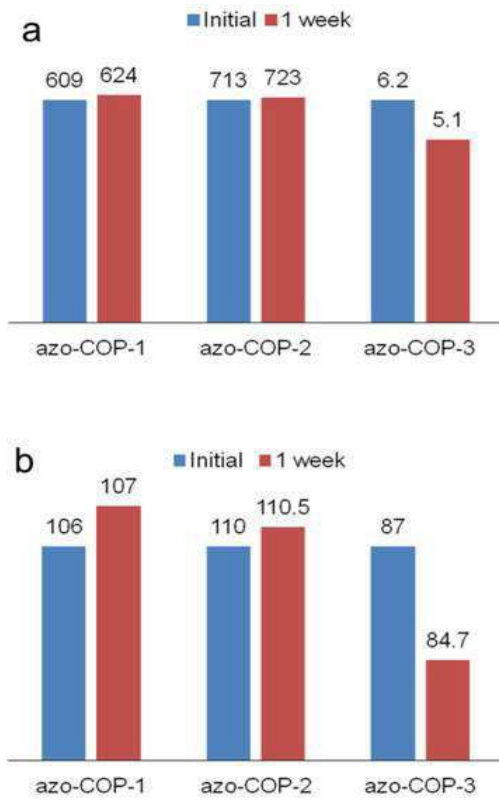 a
Initial 1 week
609 624 713 723 6.2 5.1
azo-COP-1 azo-COP-2 azo-COP-3
b
Initial 1 week
106 107 110 110.5 87 84.7
azo-COP-1 azo-COP-2 azo-COP-3